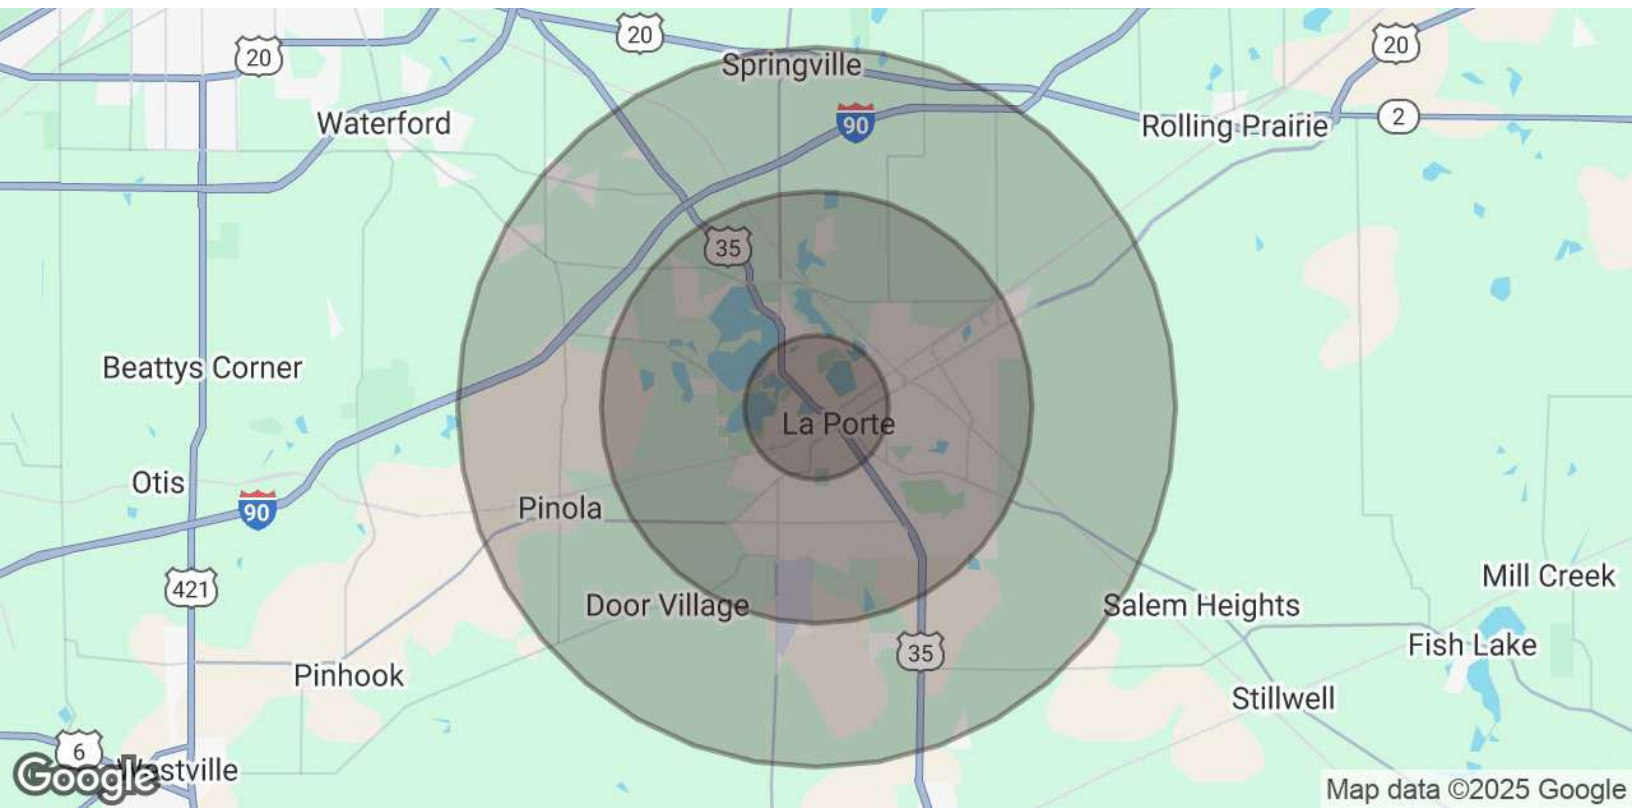 20
20
20
Springville
90
2
Waterford
Rolling Prairie
35
Beattys Corner
La Porte
Otis
Pinola
90
421
Mill Creek
Door Village
Salem Heights
35
Fish Lake
Pinhook
Stillwell
6
Westville
Google
Map data ©2025 Google